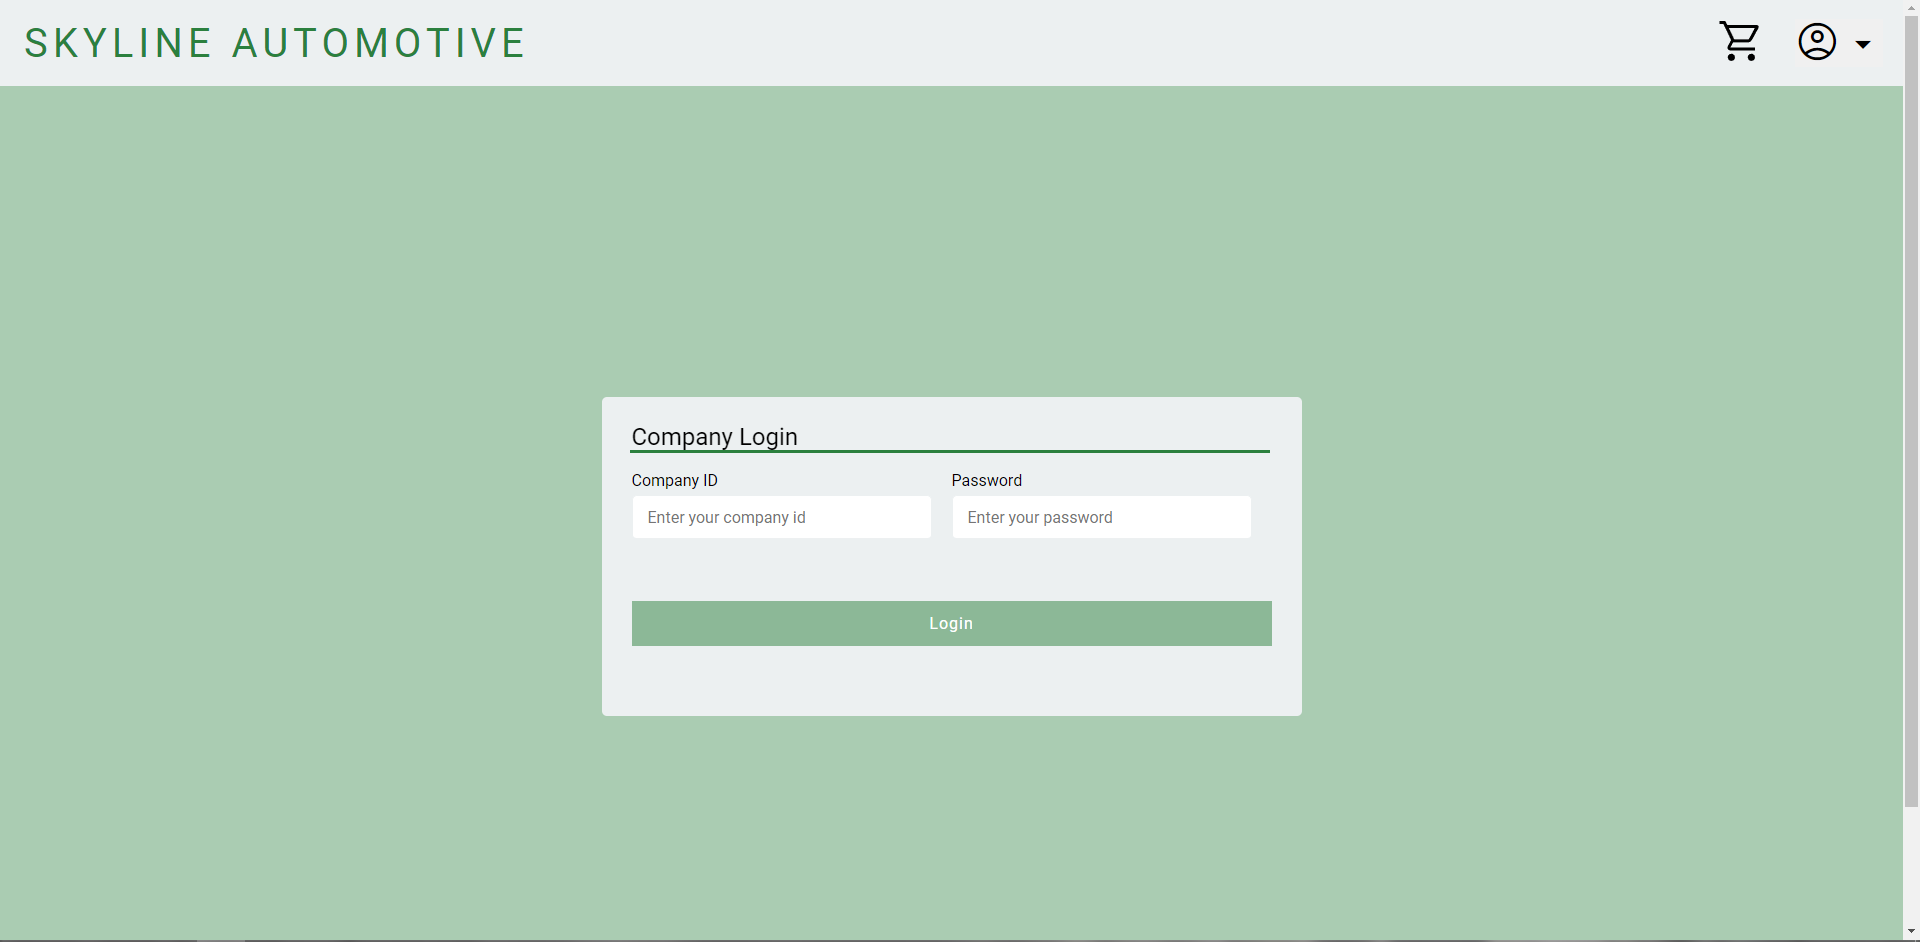 SKYLINE AUTOMOTIVE
Company Login
Company ID
Password
Enter your company id
Enter your password
Login